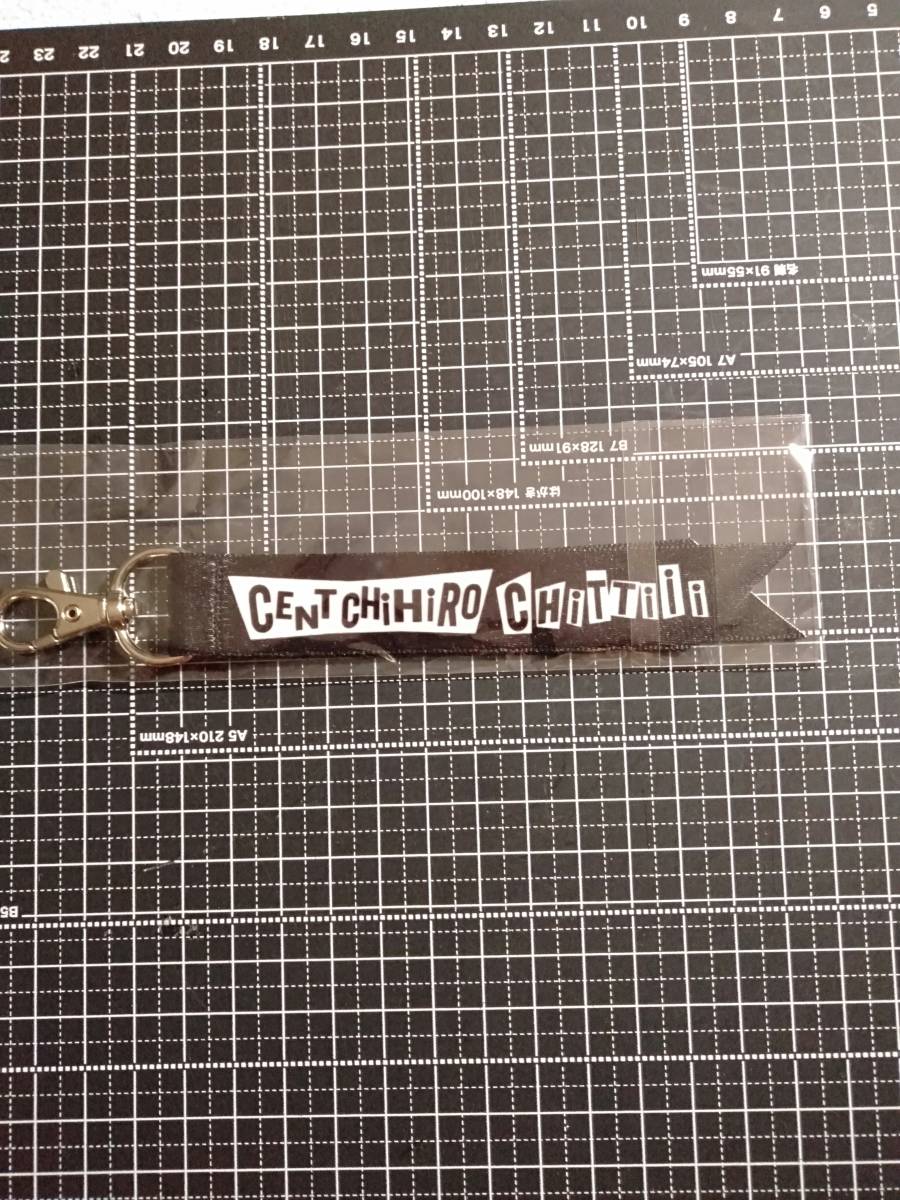 23 22 21 20 19 18 17 16 15 14 13 12 11 10 9 8 7 6 5
名刺 91×55mm
A7 105×74mm
B7 128×91mm
はがき 148×100mm
CENT CHiHiRO CHiTTiii
A5 210×148mm
B5